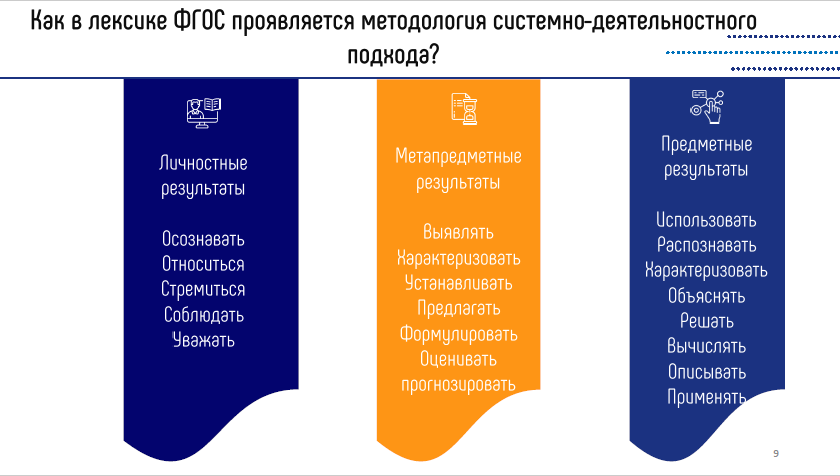 Как в лексике ФГОС проявляется методология системно-деятельностного
подхода?
Личностные
результаты
Осознавать
Относиться
Стремиться
Соблюдать
Уважать
Метапредметные
результаты
Выявлять
Характеризовать
Устанавливать
Предлагать
Формулировать
Оценивать
прогнозировать
Предметные
результаты
Использовать
Распознавать
Характеризовать
Объяснять
Решать
Вычислять
Описывать
Применять
9